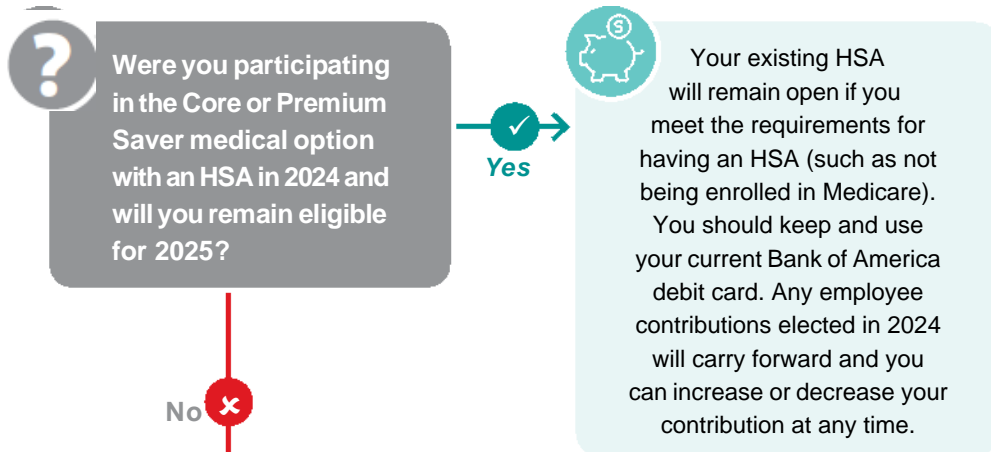 ?
Were you participating
in the Core or Premium
Saver medical option
with an HSA in 2024 and
will you remain eligible
for 2025?
Yes
S
Your existing HSA
will remain open if you
meet the requirements for
having an HSA (such as not
being enrolled in Medicare).
You should keep and use
your current Bank of America
debit card. Any employee
contributions elected in 2024
will carry forward and you
can increase or decrease your
contribution at any time.
No